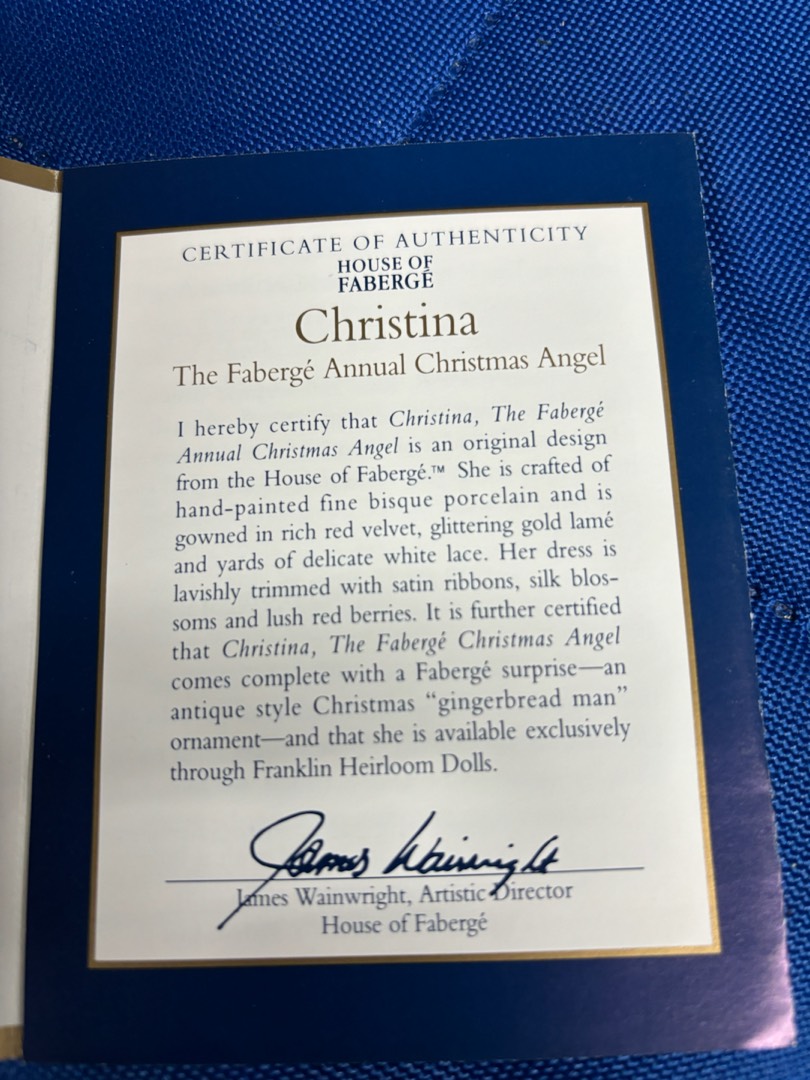 CERTIFICATE OF AUTHENTICITY
HOUSE OF
FABERGÉ
Christina
The Fabergé Annual Christmas Angel
I hereby certify that Christina, The Fabergé
Annual Christmas Angel is an original design
from the House of Fabergé.™ She is crafted of
hand-painted fine bisque porcelain and is
gowned in rich red velvet, glittering gold lamé
and yards of delicate white lace. Her dress is
lavishly trimmed with satin ribbons, silk blos-
soms and lush red berries. It is further certified
that Christina, The Fabergé Christmas Angel
comes complete with a Fabergé surprise—an
antique style Christmas “gingerbread man”
ornament—and that she is available exclusively
through Franklin Heirloom Dolls.
James Wainwright
James Wainwright, Artistic Director
House of Fabergé